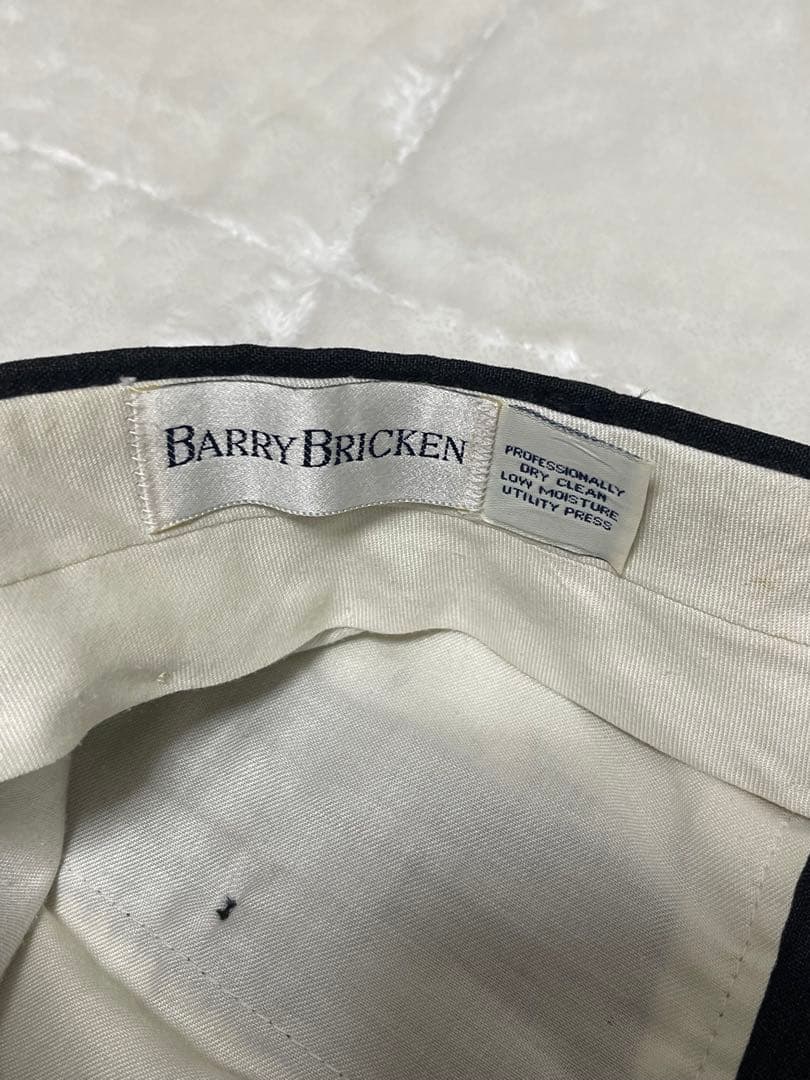 BARRY BRICKEN
PROFESSIONALLY
DRY CLEAN
LOW MOISTURE
UTILITY PRESS